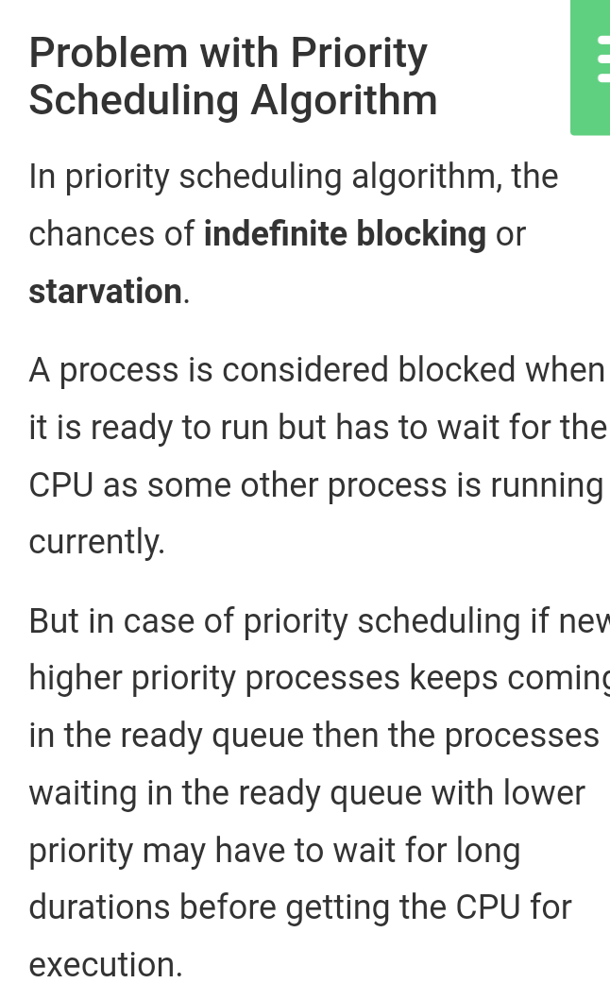 Problem with Priority
Scheduling Algorithm
In priority scheduling algorithm, the
chances of indefinite blocking or
starvation.
A process is considered blocked when
it is ready to run but has to wait for the
CPU as some other process is running
currently.
But in case of priority scheduling if new
higher priority processes keeps coming
in the ready queue then the processes
waiting in the ready queue with lower
priority may have to wait for long
durations before getting the CPU for
execution.